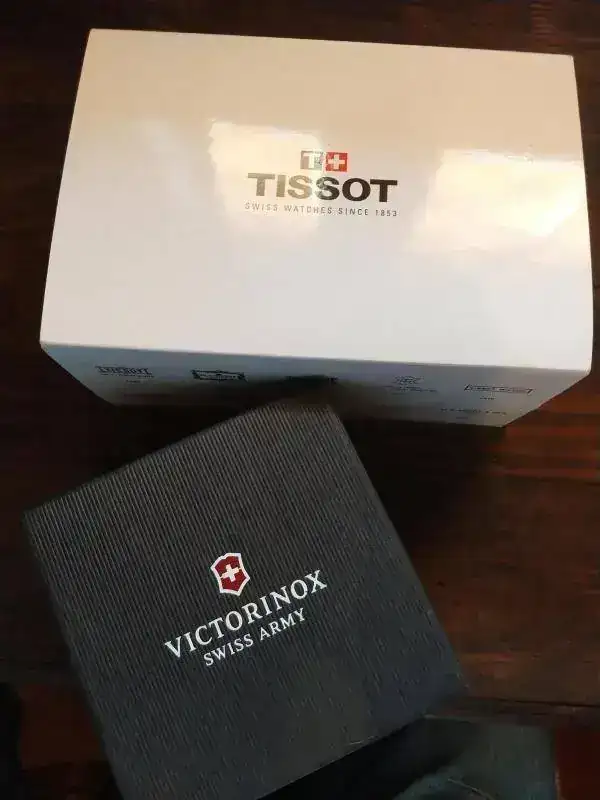 T+
TISSOT
SWISS WATCHES SINCE 1853
VICTORINOX
SWISS ARMY